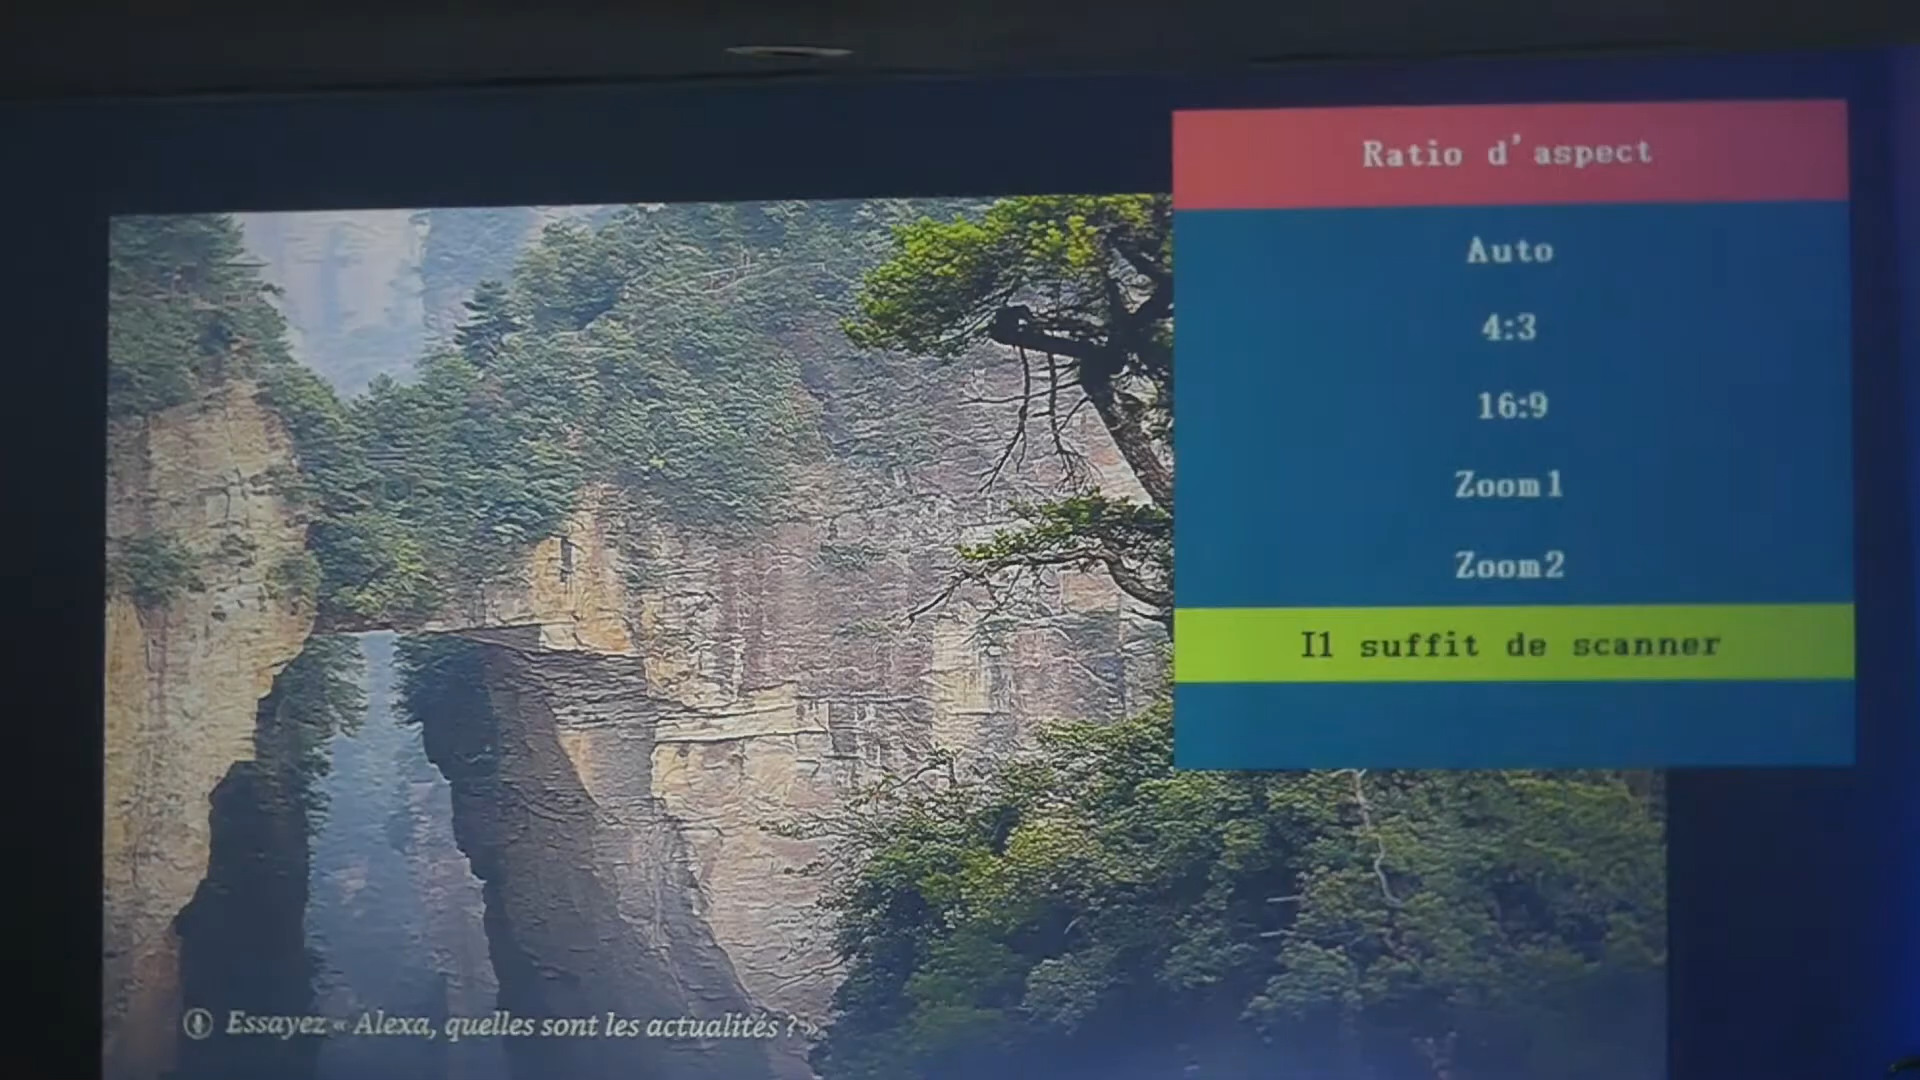 Ratio d'aspect
Auto
4:3
16:9
Zoom1
Zoom2
Il suffit de scanner
Essayez « Alexa, quelles sont les actualités ? »